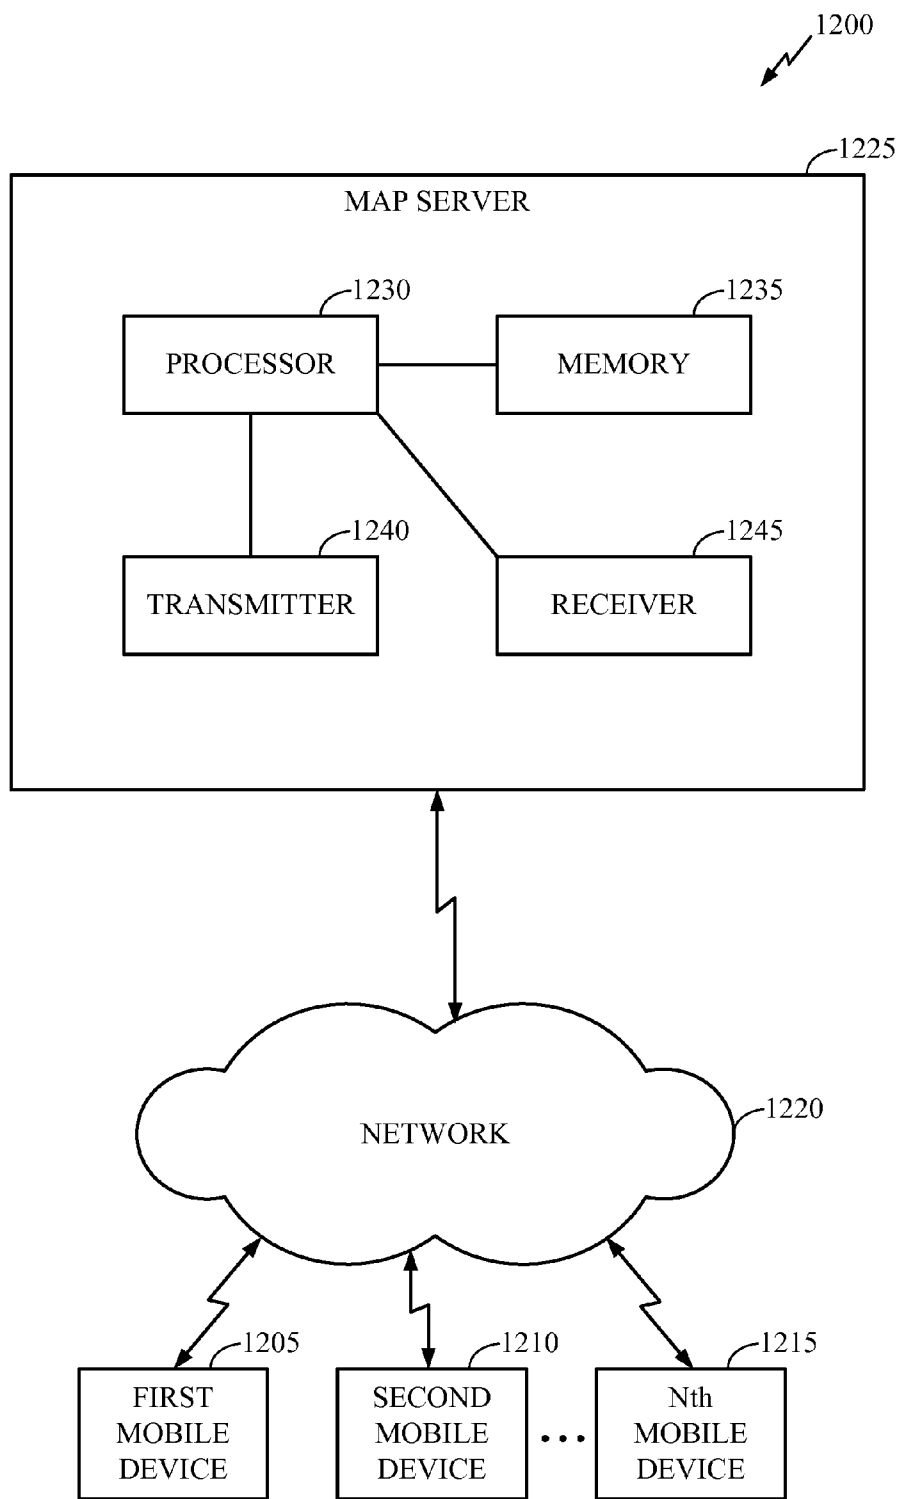 1200
1225
MAP SERVER
1230
1235
PROCESSOR
MEMORY
1240
1245
TRANSMITTER
RECEIVER
NETWORK
1220
1205
1210
1215
FIRST
MOBILE
DEVICE
SECOND
MOBILE
DEVICE
...
Nth
MOBILE
DEVICE